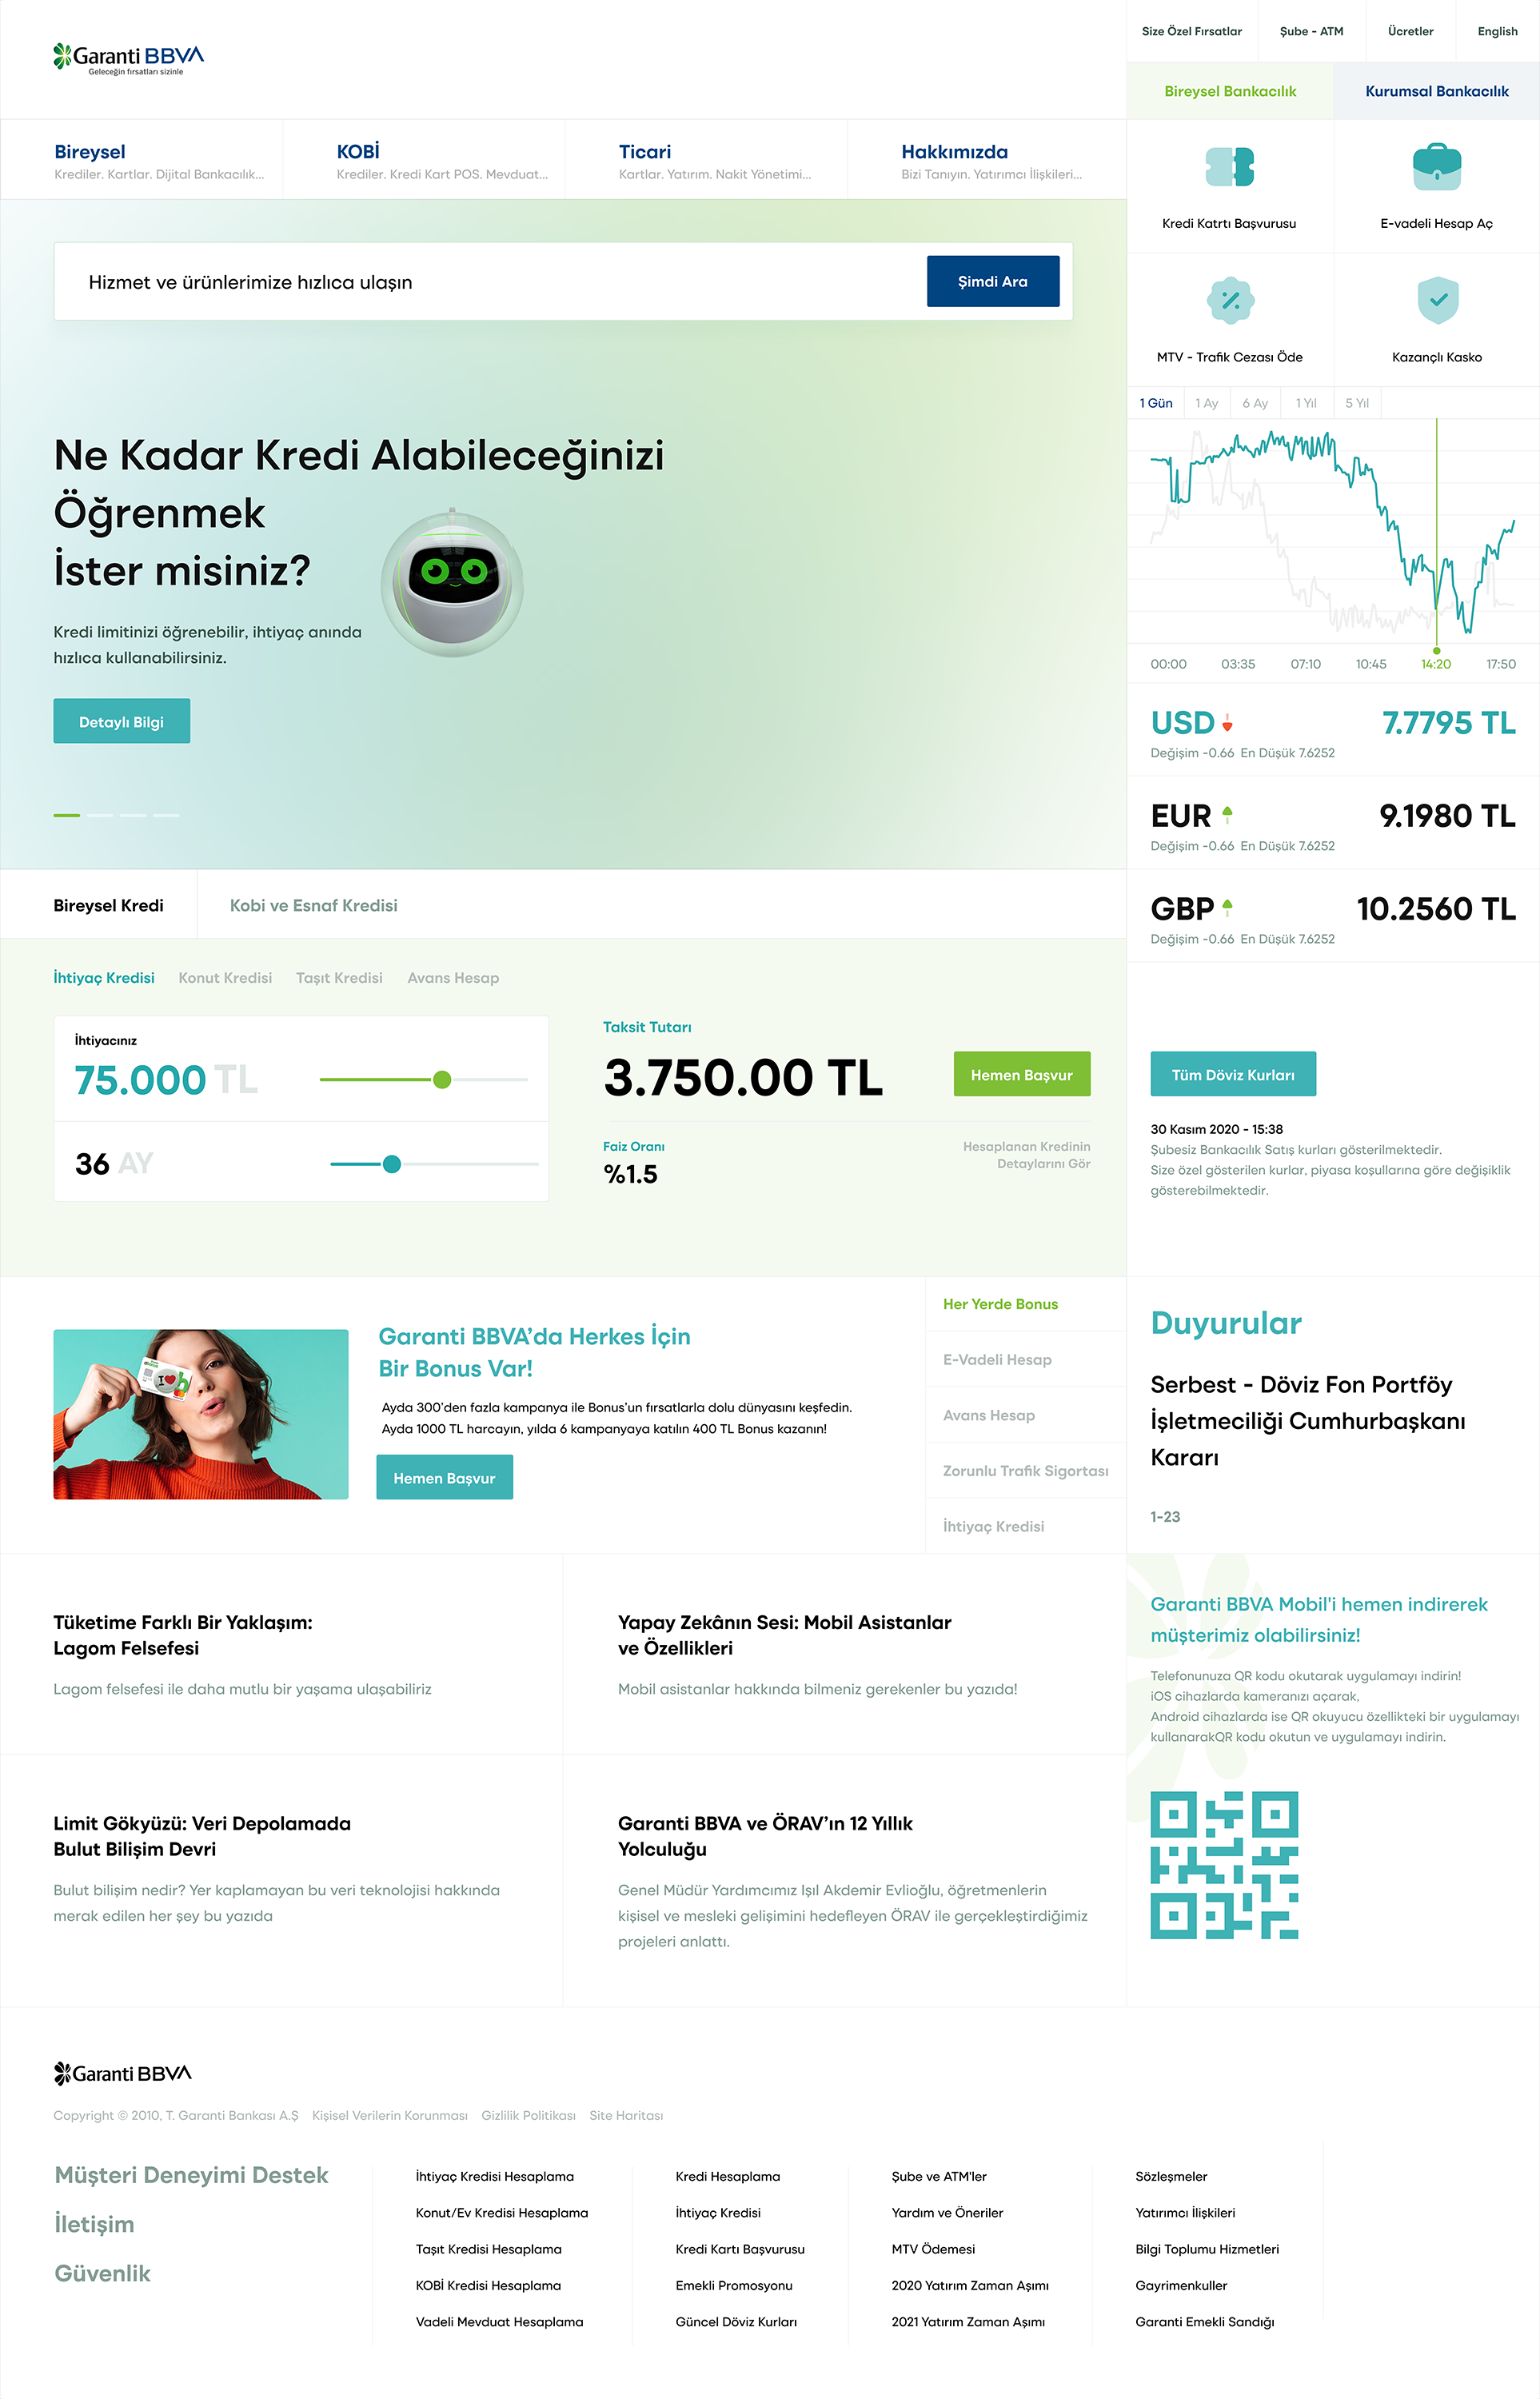 Garanti BBVA
Geleceğin fırsatları sizinle
Size Özel Fırsatlar
Şube - ATM
Ücretler
English
Bireysel Bankacılık
Kurumsal Bankacılık
Bireysel
Krediler. Kartlar. Dijital Bankacılık...
KOBİ
Krediler. Kredi Kart POS. Mevduat...
Ticari
Kartlar. Yatırım. Nakit Yönetimi...
Hakkımızda
Bizi Tanıyın. Yatırımcı İlişkileri...
Kredi Katrtı Başvurusu
E-vadeli Hesap Aç
MTV - Trafik Cezası Öde
Kazançlı Kasko
Hizmet ve ürünlerimize hızlıca ulaşın
Şimdi Ara
Ne Kadar Kredi Alabileceğinizi
Öğrenmek
İster misiniz?
Kredi limitinizi öğrenebilir, ihtiyaç anında
hızlıca kullanabilirsiniz.
Detaylı Bilgi
1 Gün
1 Ay
6 Ay
1 Yıl
5 Yıl
00:00
03:35
07:10
10:45
14:20
17:50
USD
7.7795 TL
Değişim -0.66 En Düşük 7.6252
EUR
9.1980 TL
Değişim -0.66 En Düşük 7.6252
GBP
10.2560 TL
Değişim -0.66 En Düşük 7.6252
Bireysel Kredi
Kobi ve Esnaf Kredisi
İhtiyaç Kredisi
Konut Kredisi
Taşıt Kredisi
Avans Hesap
İhtiyacınız
75.000 TL
36 AY
Taksit Tutarı
3.750.00 TL
Hemen Başvur
Faiz Oranı
%1.5
Hesaplanan Kredinin
Detaylarını Gör
Tüm Döviz Kurları
30 Kasım 2020 - 15:38
Şubesiz Bankacılık Satış kurları gösterilmektedir.
Size özel gösterilen kurlar, piyasa koşullarına göre değişiklik
gösterebilmektedir.
I b
Garanti BBVA’da Herkes İçin
Bir Bonus Var!
Ayda 300’den fazla kampanya ile Bonus’un fırsatlarla dolu dünyasını keşfedin.
Ayda 1000 TL harcayın, yılda 6 kampanyaya katılın 400 TL Bonus kazanın!
Hemen Başvur
Her Yerde Bonus
E-Vadeli Hesap
Avans Hesap
Zorunlu Trafik Sigortası
İhtiyaç Kredisi
Duyurular
Serbest - Döviz Fon Portföy
İşletmeciliği Cumhurbaşkanı
Kararı
1-23
Tüketime Farklı Bir Yaklaşım:
Lagom Felsefesi
Lagom felsefesi ile daha mutlu bir yaşama ulaşabiliriz
Yapay Zekânın Sesi: Mobil Asistanlar
ve Özellikleri
Mobil asistanlar hakkında bilmeniz gerekenler bu yazıda!
Limit Gökyüzü: Veri Depolamada
Bulut Bilişim Devri
Bulut bilişim nedir? Yer kaplamayan bu veri teknolojisi hakkında
merak edilen her şey bu yazıda
Garanti BBVA ve ÖRAV’ın 12 Yıllık
Yolculuğu
Genel Müdür Yardımcımız Işıl Akdemir Evlioğlu, öğretmenlerin
kişisel ve mesleki gelişimini hedefleyen ÖRAV ile gerçekleştirdiğimiz
projeleri anlattı.
Garanti BBVA Mobil'i hemen indirerek
müşterimiz olabilirsiniz!
Telefonunuza QR kodu okutarak uygulamayı indirin!
iOS cihazlarda kameranızı açarak,
Android cihazlarda ise QR okuyucu özellikteki bir uygulamayı
kullanarakQR kodu okutun ve uygulamayı indirin.
Garanti BBVA
Copyright © 2010, T. Garanti Bankası A.Ş
Kişisel Verilerin Korunması
Gizlilik Politikası
Site Haritası
Müşteri Deneyimi Destek
İletişim
Güvenlik
İhtiyaç Kredisi Hesaplama
Konut/Ev Kredisi Hesaplama
Taşıt Kredisi Hesaplama
KOBİ Kredisi Hesaplama
Vadeli Mevduat Hesaplama
Kredi Hesaplama
İhtiyaç Kredisi
Kredi Kartı Başvurusu
Emekli Promosyonu
Güncel Döviz Kurları
Şube ve ATM'ler
Yardım ve Öneriler
MTV Ödemesi
2020 Yatırım Zaman Aşımı
2021 Yatırım Zaman Aşımı
Sözleşmeler
Yatırımcı İlişkileri
Bilgi Toplumu Hizmetleri
Gayrimenkuller
Garanti Emekli Sandığı